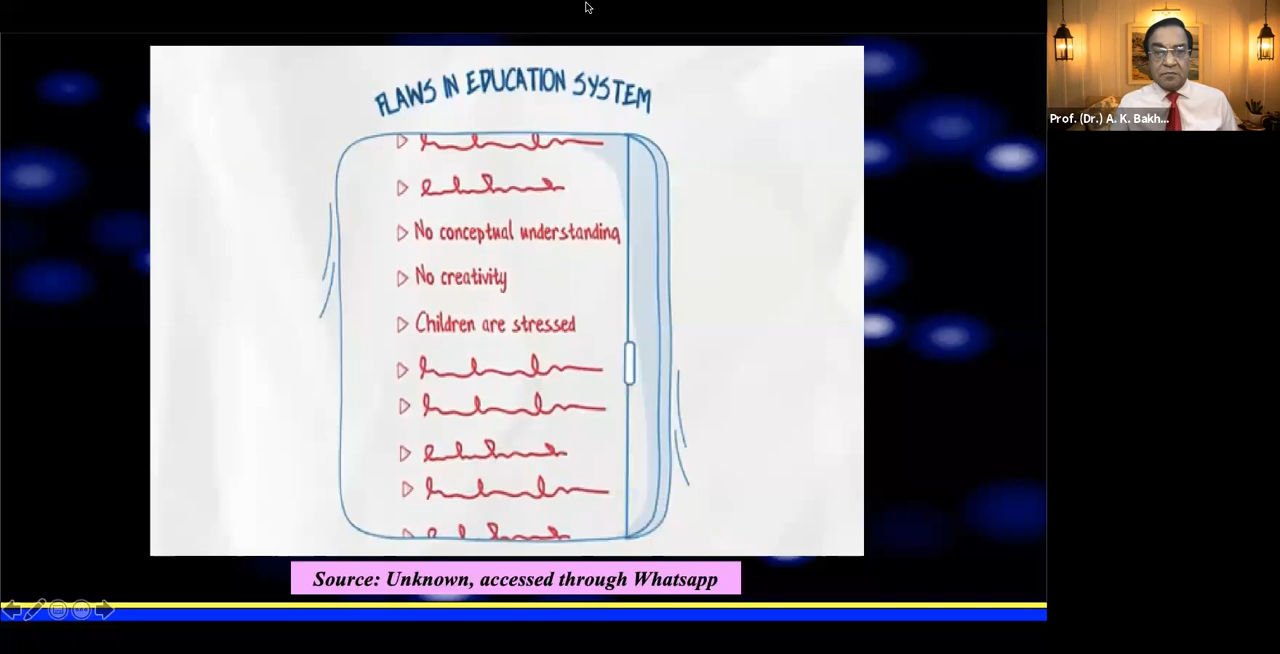 FLAWS IN EDUCATION SYSTEM
No conceptual understanding
No creativity
Children are stressed
Source: Unknown, accessed through Whatsapp
Prof. (Dr.) A. K. Bakh...